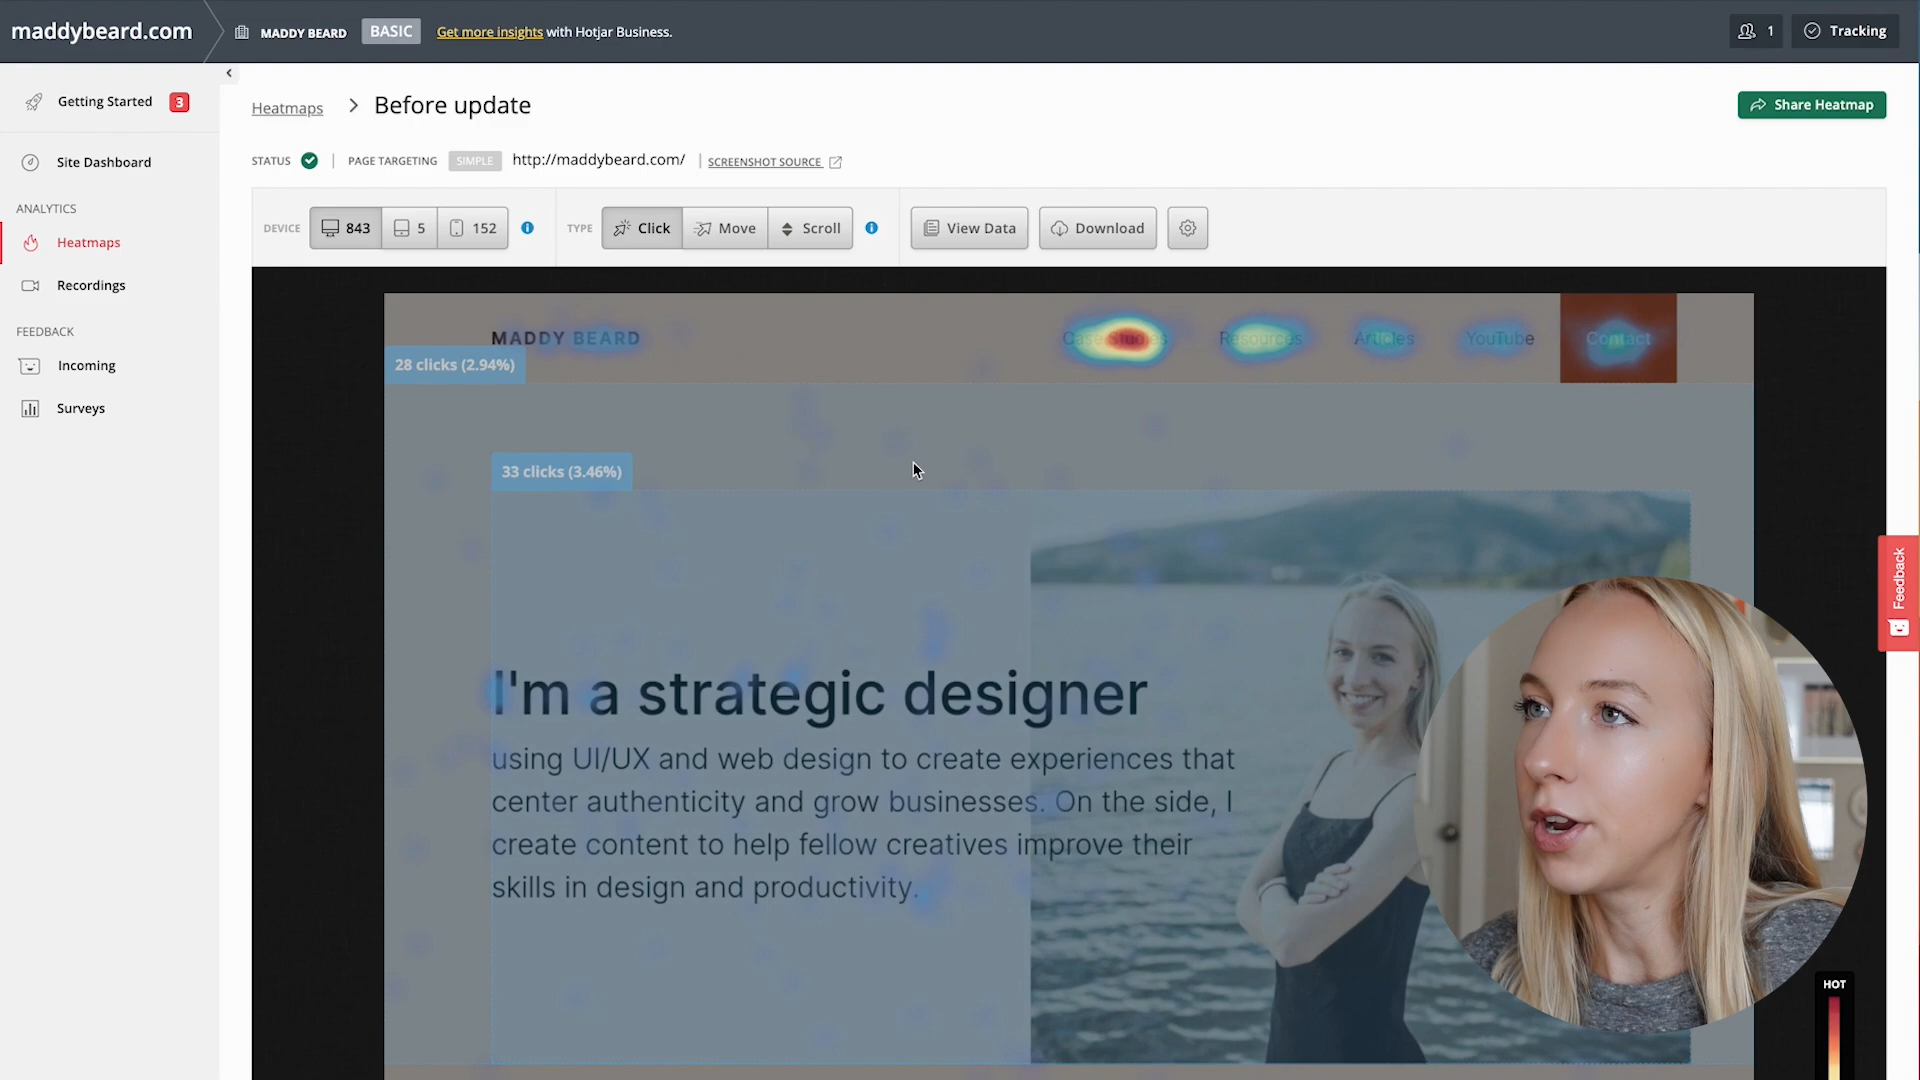 maddybeard.com
MADDY BEARD
BASIC
Get more insights with Hotjar Business.
1
Tracking
Getting Started
3
Site Dashboard
ANALYTICS
Heatmaps
Recordings
FEEDBACK
Incoming
Surveys
Heatmaps
Before update
Share Heatmap
STATUS
PAGE TARGETING
SIMPLE
http://maddybeard.com/
SCREENSHOT SOURCE
DEVICE
843
5
152
TYPE
Click
Move
Scroll
View Data
Download
MADDY BEARD
Case Studies
Resources
Articles
YouTube
Contact
28 clicks (2.94%)
33 clicks (3.46%)
I'm a strategic designer
using UI/UX and web design to create experiences that
center authenticity and grow businesses. On the side, I
create content to help fellow creatives improve their
skills in design and productivity.
Feedback
HOT